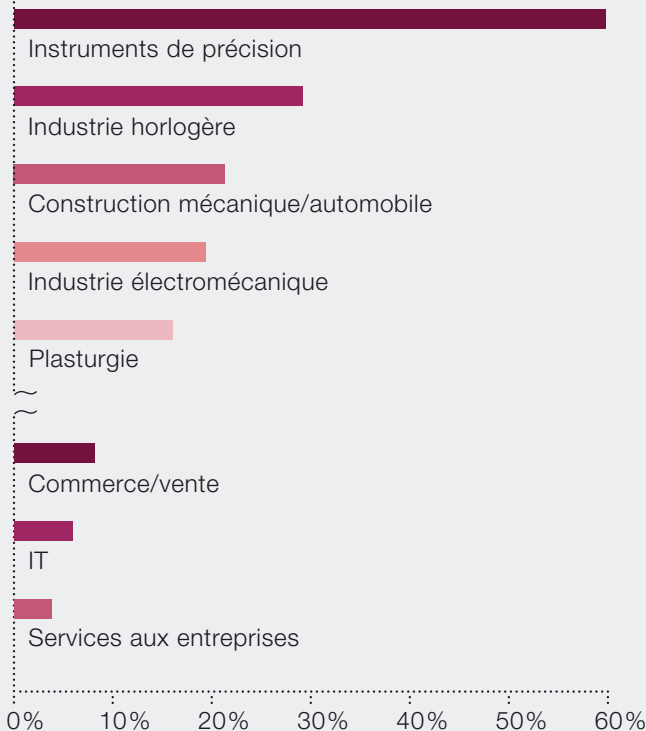 Instruments de précision
Industrie horlogère
Construction mécanique/automobile
Industrie électromécanique
Plasturgie
Commerce/vente
IT
Services aux entreprises
0% 10% 20% 30% 40% 50% 60%